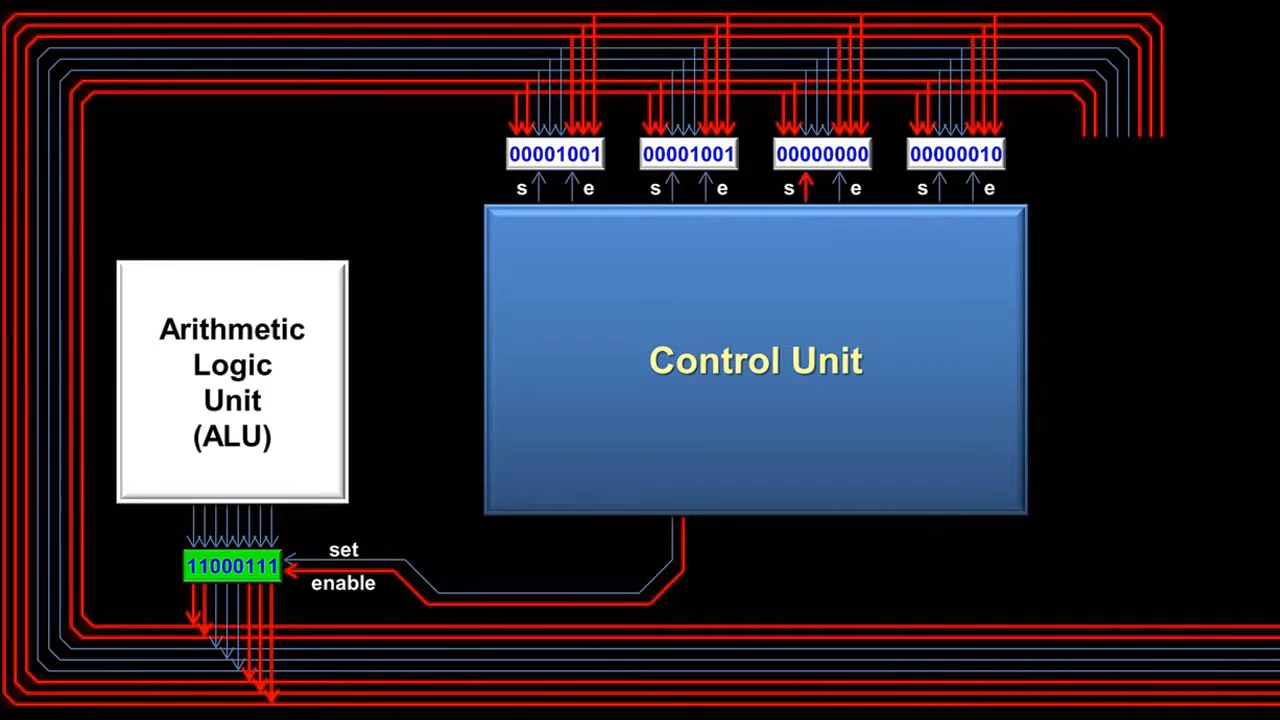 00001001 00001001 00000000 00000010
s e s e s e s e
Arithmetic
Logic
Unit
(ALU)
Control Unit
set
11000111
enable